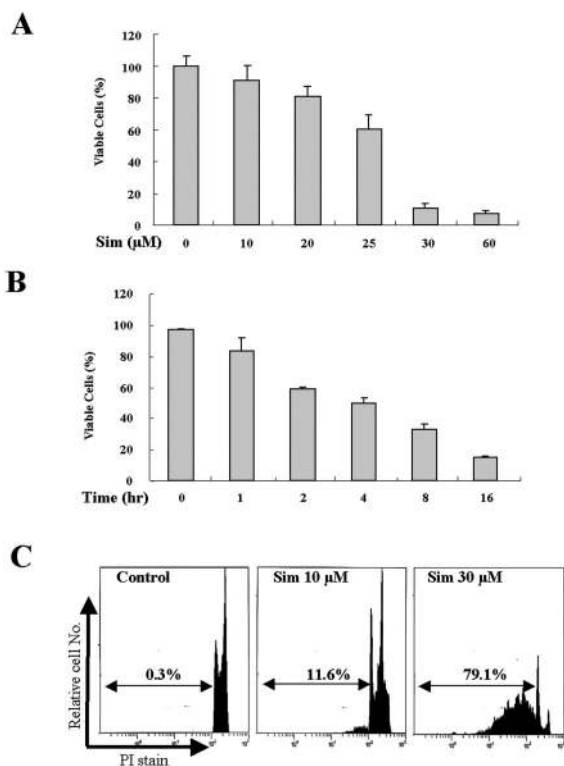 A
120
100
80
60
40
20
0
Viable Cells (%)
Sim (µM) 0 10 20 25 30 60
B
120
100
80
60
40
20
0
Viable Cells (%)
Time (hr) 0 1 2 4 8 16
C
Control Sim 10 µM Sim 30 µM
0.3% 11.6% 79.1%
Relative cell No.
PI stain